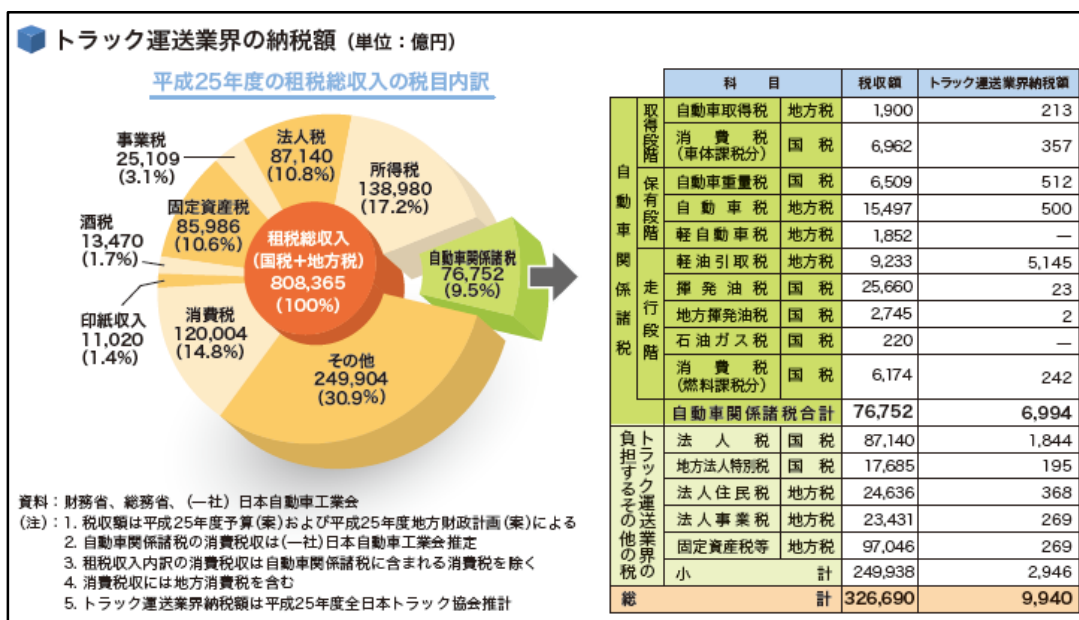 トラック運送業界の納税額（単位：億円）
平成25年度の租税総収入の税目内訳
事業税
25,109
(3.1%)
法人税
87,140
(10.8%)
所得税
138,980
(17.2%)
固定資産税
85,986
(10.6%)
酒税
13,470
(1.7%)
租税総収入
(国税+地方税)
808,365
(100%)
自動車関係諸税
76,752
(9.5%)
印紙収入
11,020
(1.4%)
消費税
120,004
(14.8%)
その他
249,904
(30.9%)
資料：財務省、総務省、(一社)日本自動車工業会
(注)：1. 税収額は平成25年度予算(案)および平成25年度地方財政計画(案)による
2. 自動車関係諸税の消費税収は(一社)日本自動車工業会推定
3. 租税収入内訳の消費税収は自動車関係諸税に含まれる消費税を除く
4. 消費税収には地方消費税を含む
5. トラック運送業界納税額は平成25年度全日本トラック協会推計
科目 税収額 トラック運送業界納税額
自動車関係諸税
取得段階
自動車取得税 地方税 1,900 213
消費税(車体課税分) 国税 6,962 357
保有段階
自動車重量税 国税 6,509 512
自動車税 地方税 15,497 500
軽自動車税 地方税 1,852 —
走行段階
軽油引取税 地方税 9,233 5,145
揮発油税 国税 25,660 23
地方揮発油税 国税 2,745 2
石油ガス税 国税 220 —
消費税(燃料課税分) 国税 6,174 242
自動車関係諸税合計 76,752 6,994
トラック運送業界の負担するその他の税
法人税 国税 87,140 1,844
地方法人特別税 国税 17,685 195
法人住民税 地方税 24,636 368
法人事業税 地方税 23,431 269
固定資産税等 地方税 97,046 269
小計 249,938 2,946
総計 326,690 9,940